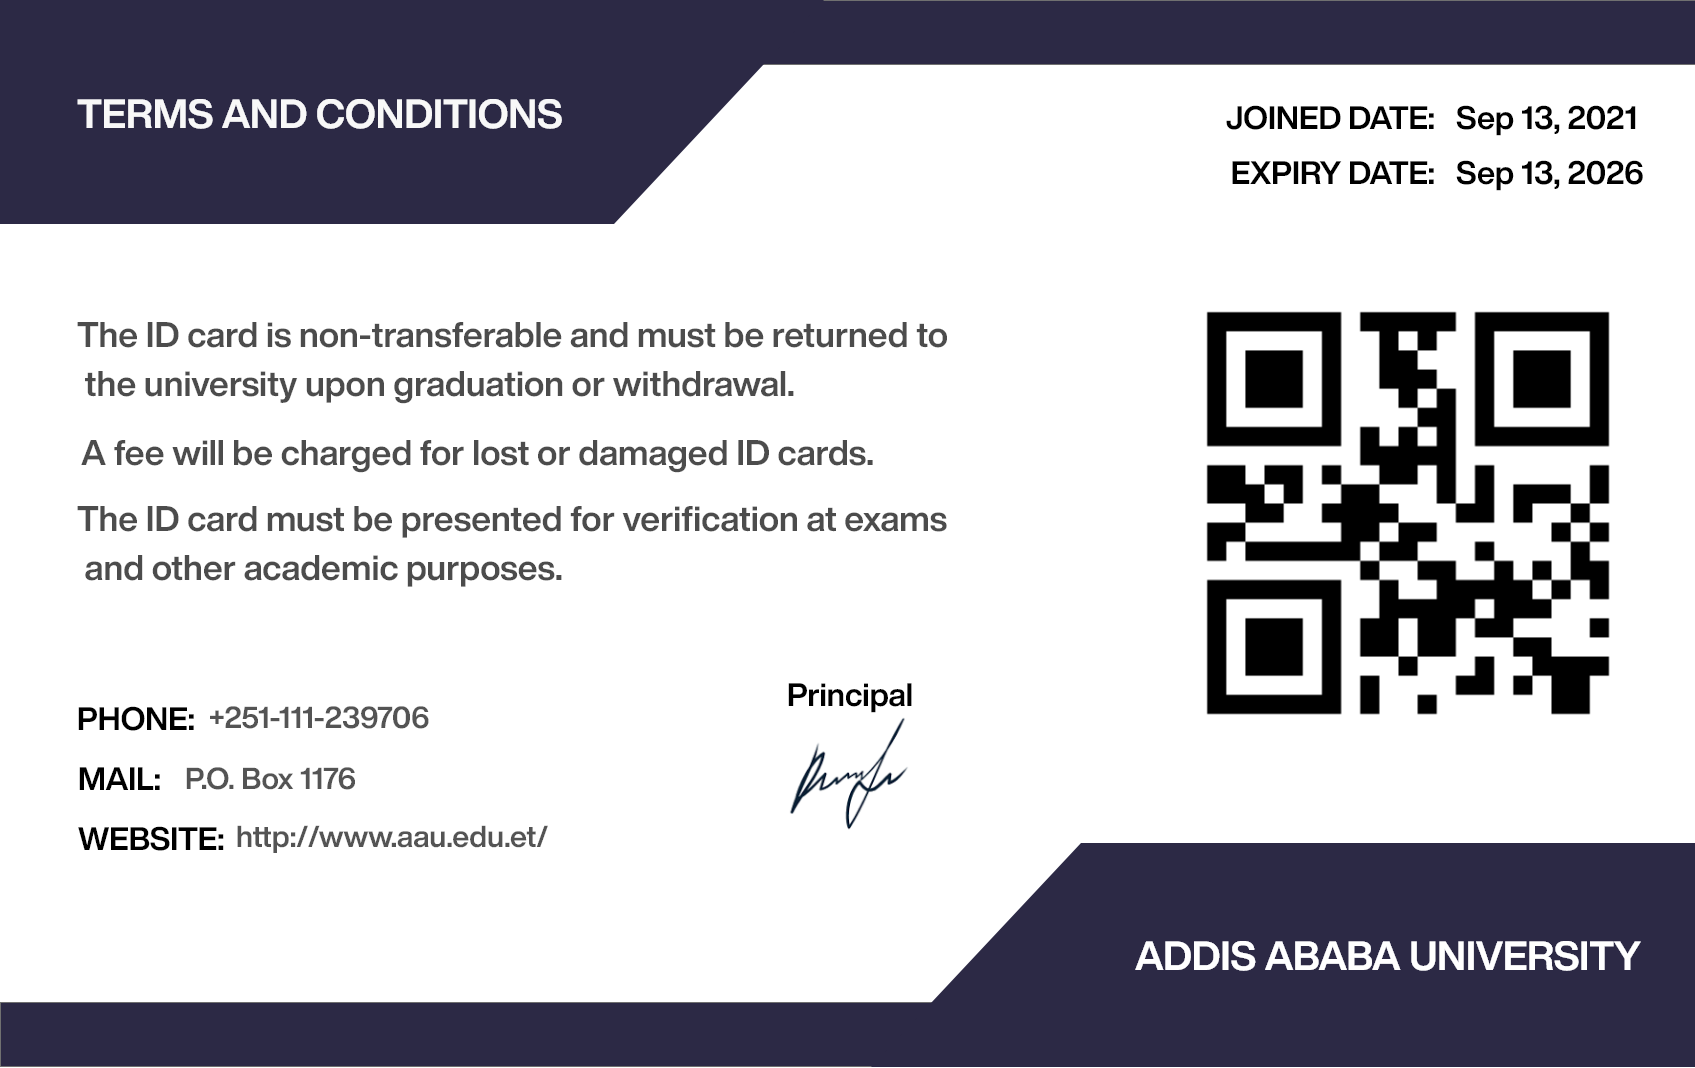 TERMS AND CONDITIONS
JOINED DATE: Sep 13, 2021
EXPIRY DATE: Sep 13, 2026
The ID card is non-transferable and must be returned to
the university upon graduation or withdrawal.
A fee will be charged for lost or damaged ID cards.
The ID card must be presented for verification at exams
and other academic purposes.
PHONE: +251-111-239706
MAIL: P.O. Box 1176
WEBSITE: http://www.aau.edu.et/
Principal
ADDIS ABABA UNIVERSITY